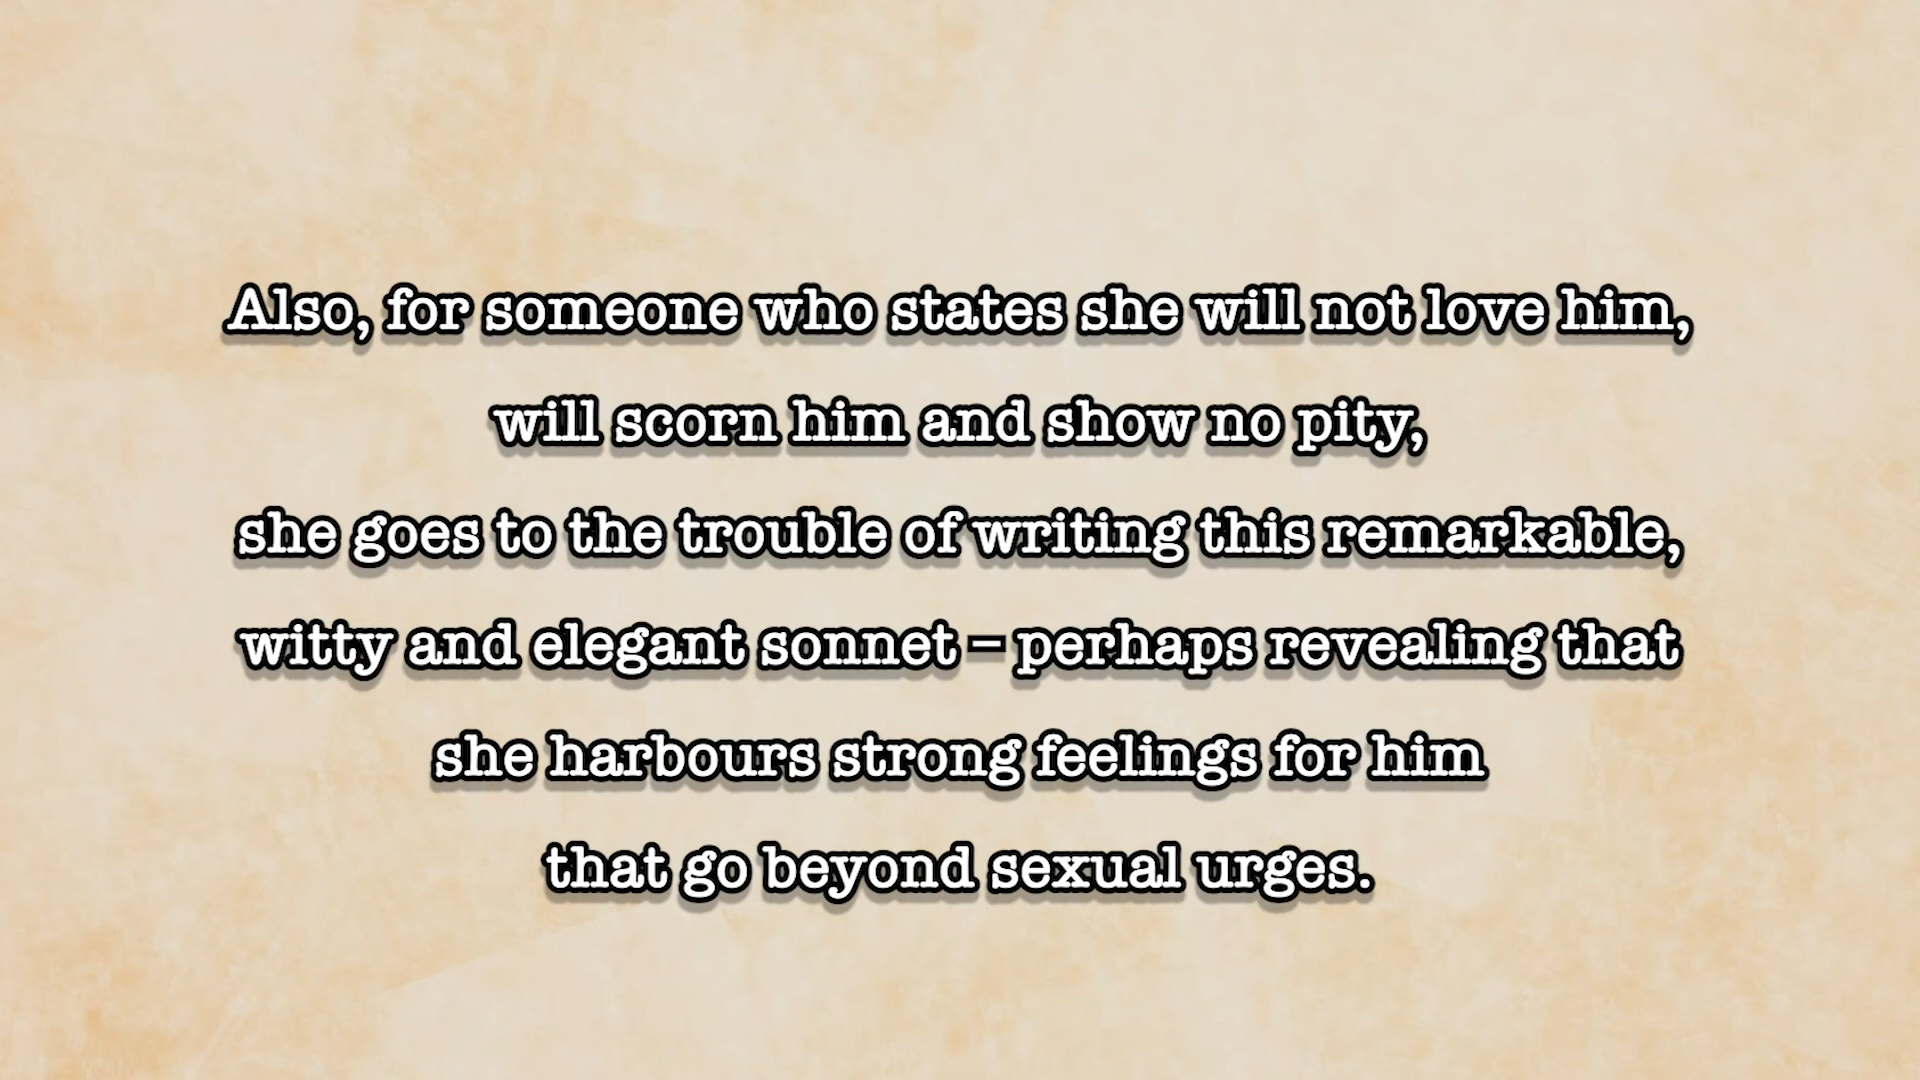 Also, for someone who states she will not love him,
will scorn him and show no pity,
she goes to the trouble of writing this remarkable,
witty and elegant sonnet – perhaps revealing that
she harbours strong feelings for him
that go beyond sexual urges.